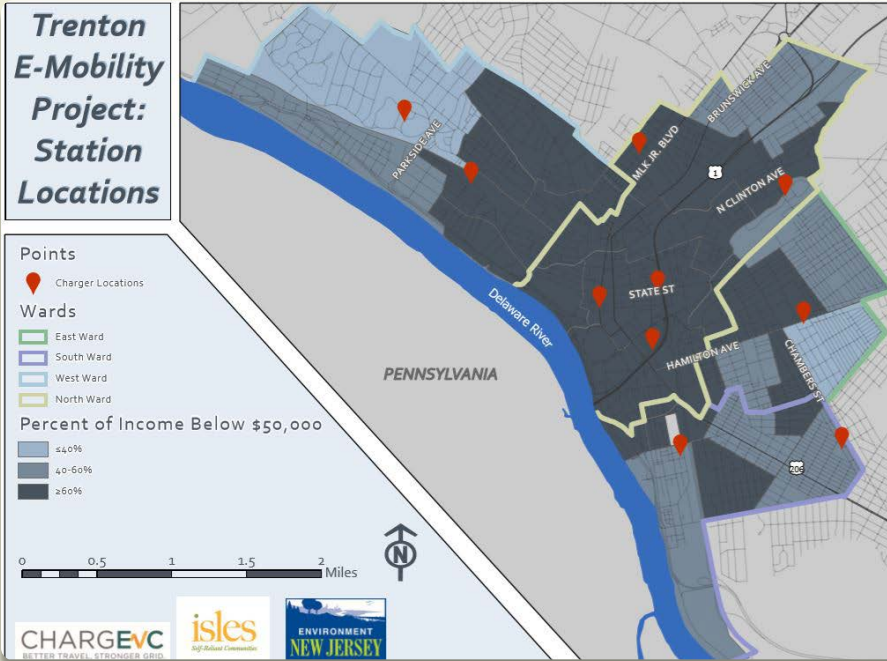 Trenton
E-Mobility
Project:
Station
Locations
Points
Charger Locations
Wards
East Ward
South Ward
West Ward
North Ward
Percent of Income Below $50,000
≤40%
40-60%
≥60%
0 0.5 1 1.5 2
Miles
N
CHARGEVC
BETTER TRAVEL. STRONGER GRID.
isles
Self-Reliant Communities
ENVIRONMENT
NEW JERSEY
PARKSIDE AVE
MLK JR. BLVD
BRUNSWICK AVE
1
N CLINTON AVE
STATE ST
Delaware River
HAMILTON AVE
CHAMBERS ST
PENNSYLVANIA
206